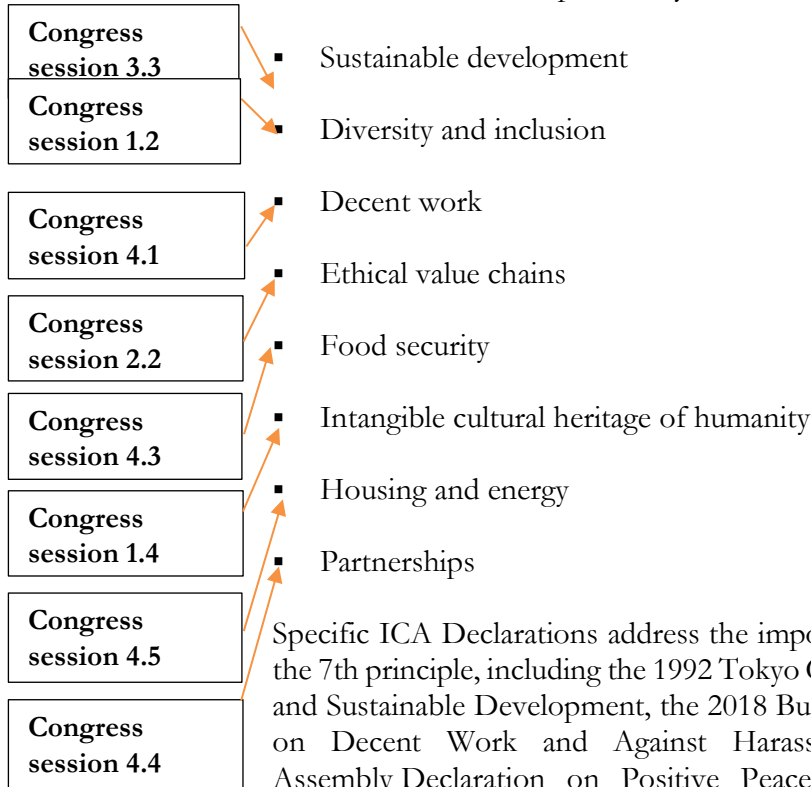 Congress
session 3.3
Congress
session 1.2
Congress
session 4.1
Congress
session 2.2
Congress
session 4.3
Congress
session 1.4
Congress
session 4.5
Congress
session 4.4
▪ Sustainable development
▪ Diversity and inclusion
▪ Decent work
▪ Ethical value chains
▪ Food security
▪ Intangible cultural heritage of humanity
▪ Housing and energy
▪ Partnerships
Specific ICA Declarations address the
the 7th principle, including the 1992 Tokyo
and Sustainable Development, the 2018
on Decent Work and Against
Assembly Declaration on Positive Peace